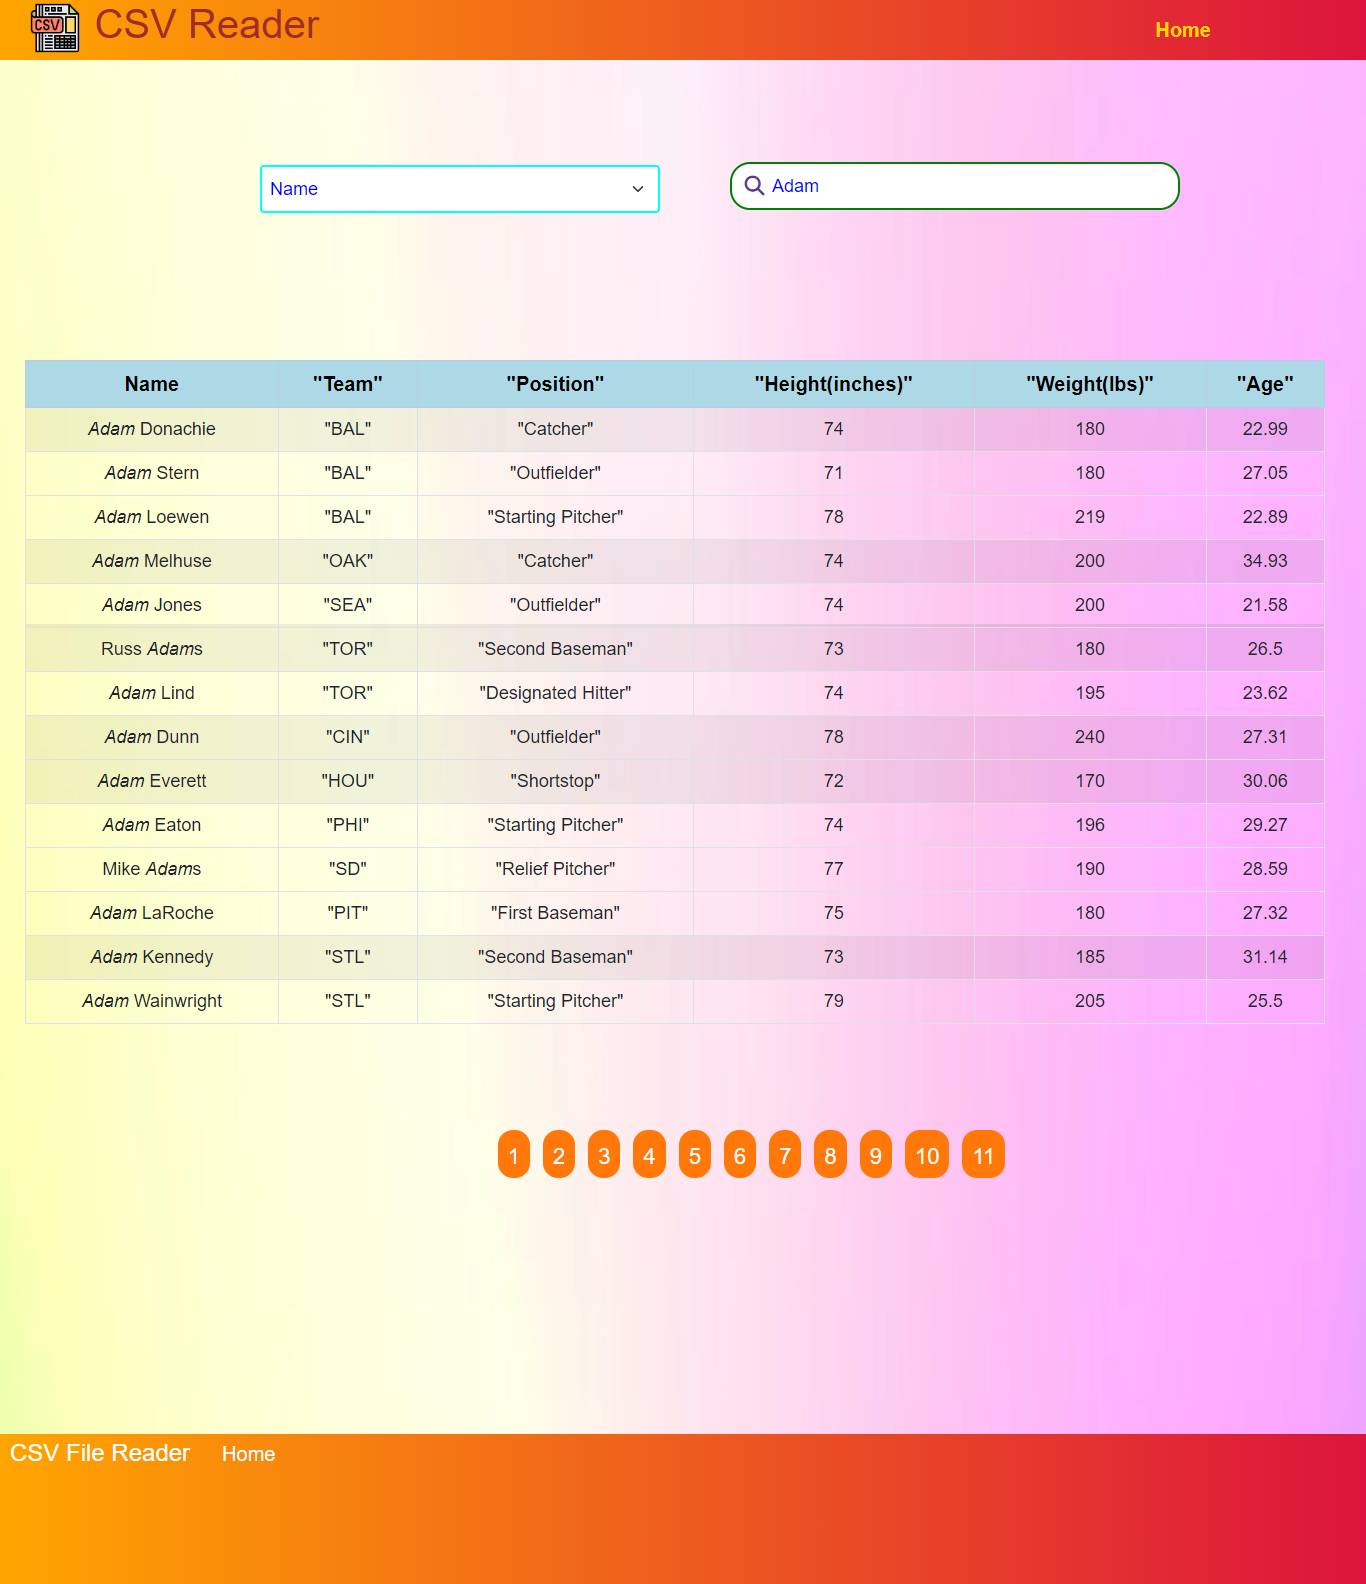 CSV CSV Reader Home
Name Adam
Name "Team" "Position" "Height(inches)" "Weight(lbs)" "Age"
Adam Donachie "BAL" "Catcher" 74 180 22.99
Adam Stern "BAL" "Outfielder" 71 180 27.05
Adam Loewen "BAL" "Starting Pitcher" 78 219 22.89
Adam Melhuse "OAK" "Catcher" 74 200 34.93
Adam Jones "SEA" "Outfielder" 74 200 21.58
Russ Adams "TOR" "Second Baseman" 73 180 26.5
Adam Lind "TOR" "Designated Hitter" 74 195 23.62
Adam Dunn "CIN" "Outfielder" 78 240 27.31
Adam Everett "HOU" "Shortstop" 72 170 30.06
Adam Eaton "PHI" "Starting Pitcher" 74 196 29.27
Mike Adams "SD" "Relief Pitcher" 77 190 28.59
Adam LaRoche "PIT" "First Baseman" 75 180 27.32
Adam Kennedy "STL" "Second Baseman" 73 185 31.14
Adam Wainwright "STL" "Starting Pitcher" 79 205 25.5
1 2 3 4 5 6 7 8 9 10 11
CSV File Reader Home